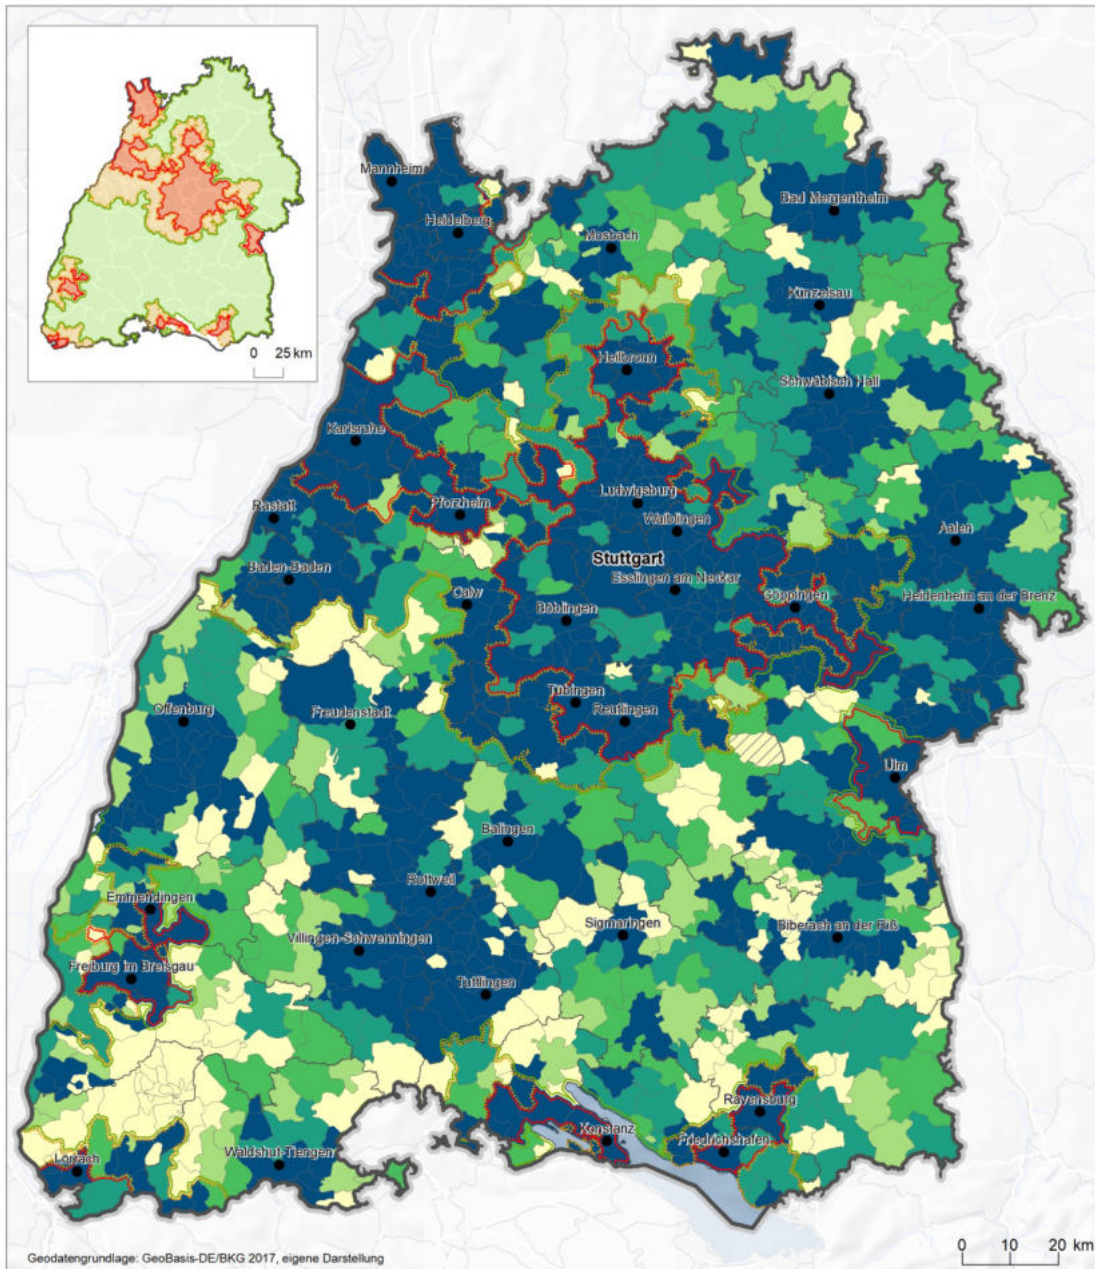 0 25 km
Mannheim
Bad Mergentheim
Heidelberg
Mosbach
Künzelsau
Heilbronn
Schwäbisch Hall
Karlsruhe
Ludwigsburg
Pforzheim
Rastatt
Waiblingen
Aalen
Stuttgart
Baden-Baden
Esslingen am Neckar
Calw
Göppingen
Heidenheim an der Brenz
Böblingen
Tübingen
Offenburg
Freudenstadt
Reutlingen
Ulm
Balingen
Rottweil
Emmendingen
Sigmaringen
Biberach an der Riß
Villingen-Schwenningen
Freiburg im Breisgau
Tuttlingen
Ravensburg
Konstanz
Friedrichshafen
Waldshut-Tiengen
Lörrach
Geodatengrundlage: GeoBasis-DE/BKG 2017, eigene Darstellung
0 10 20 km